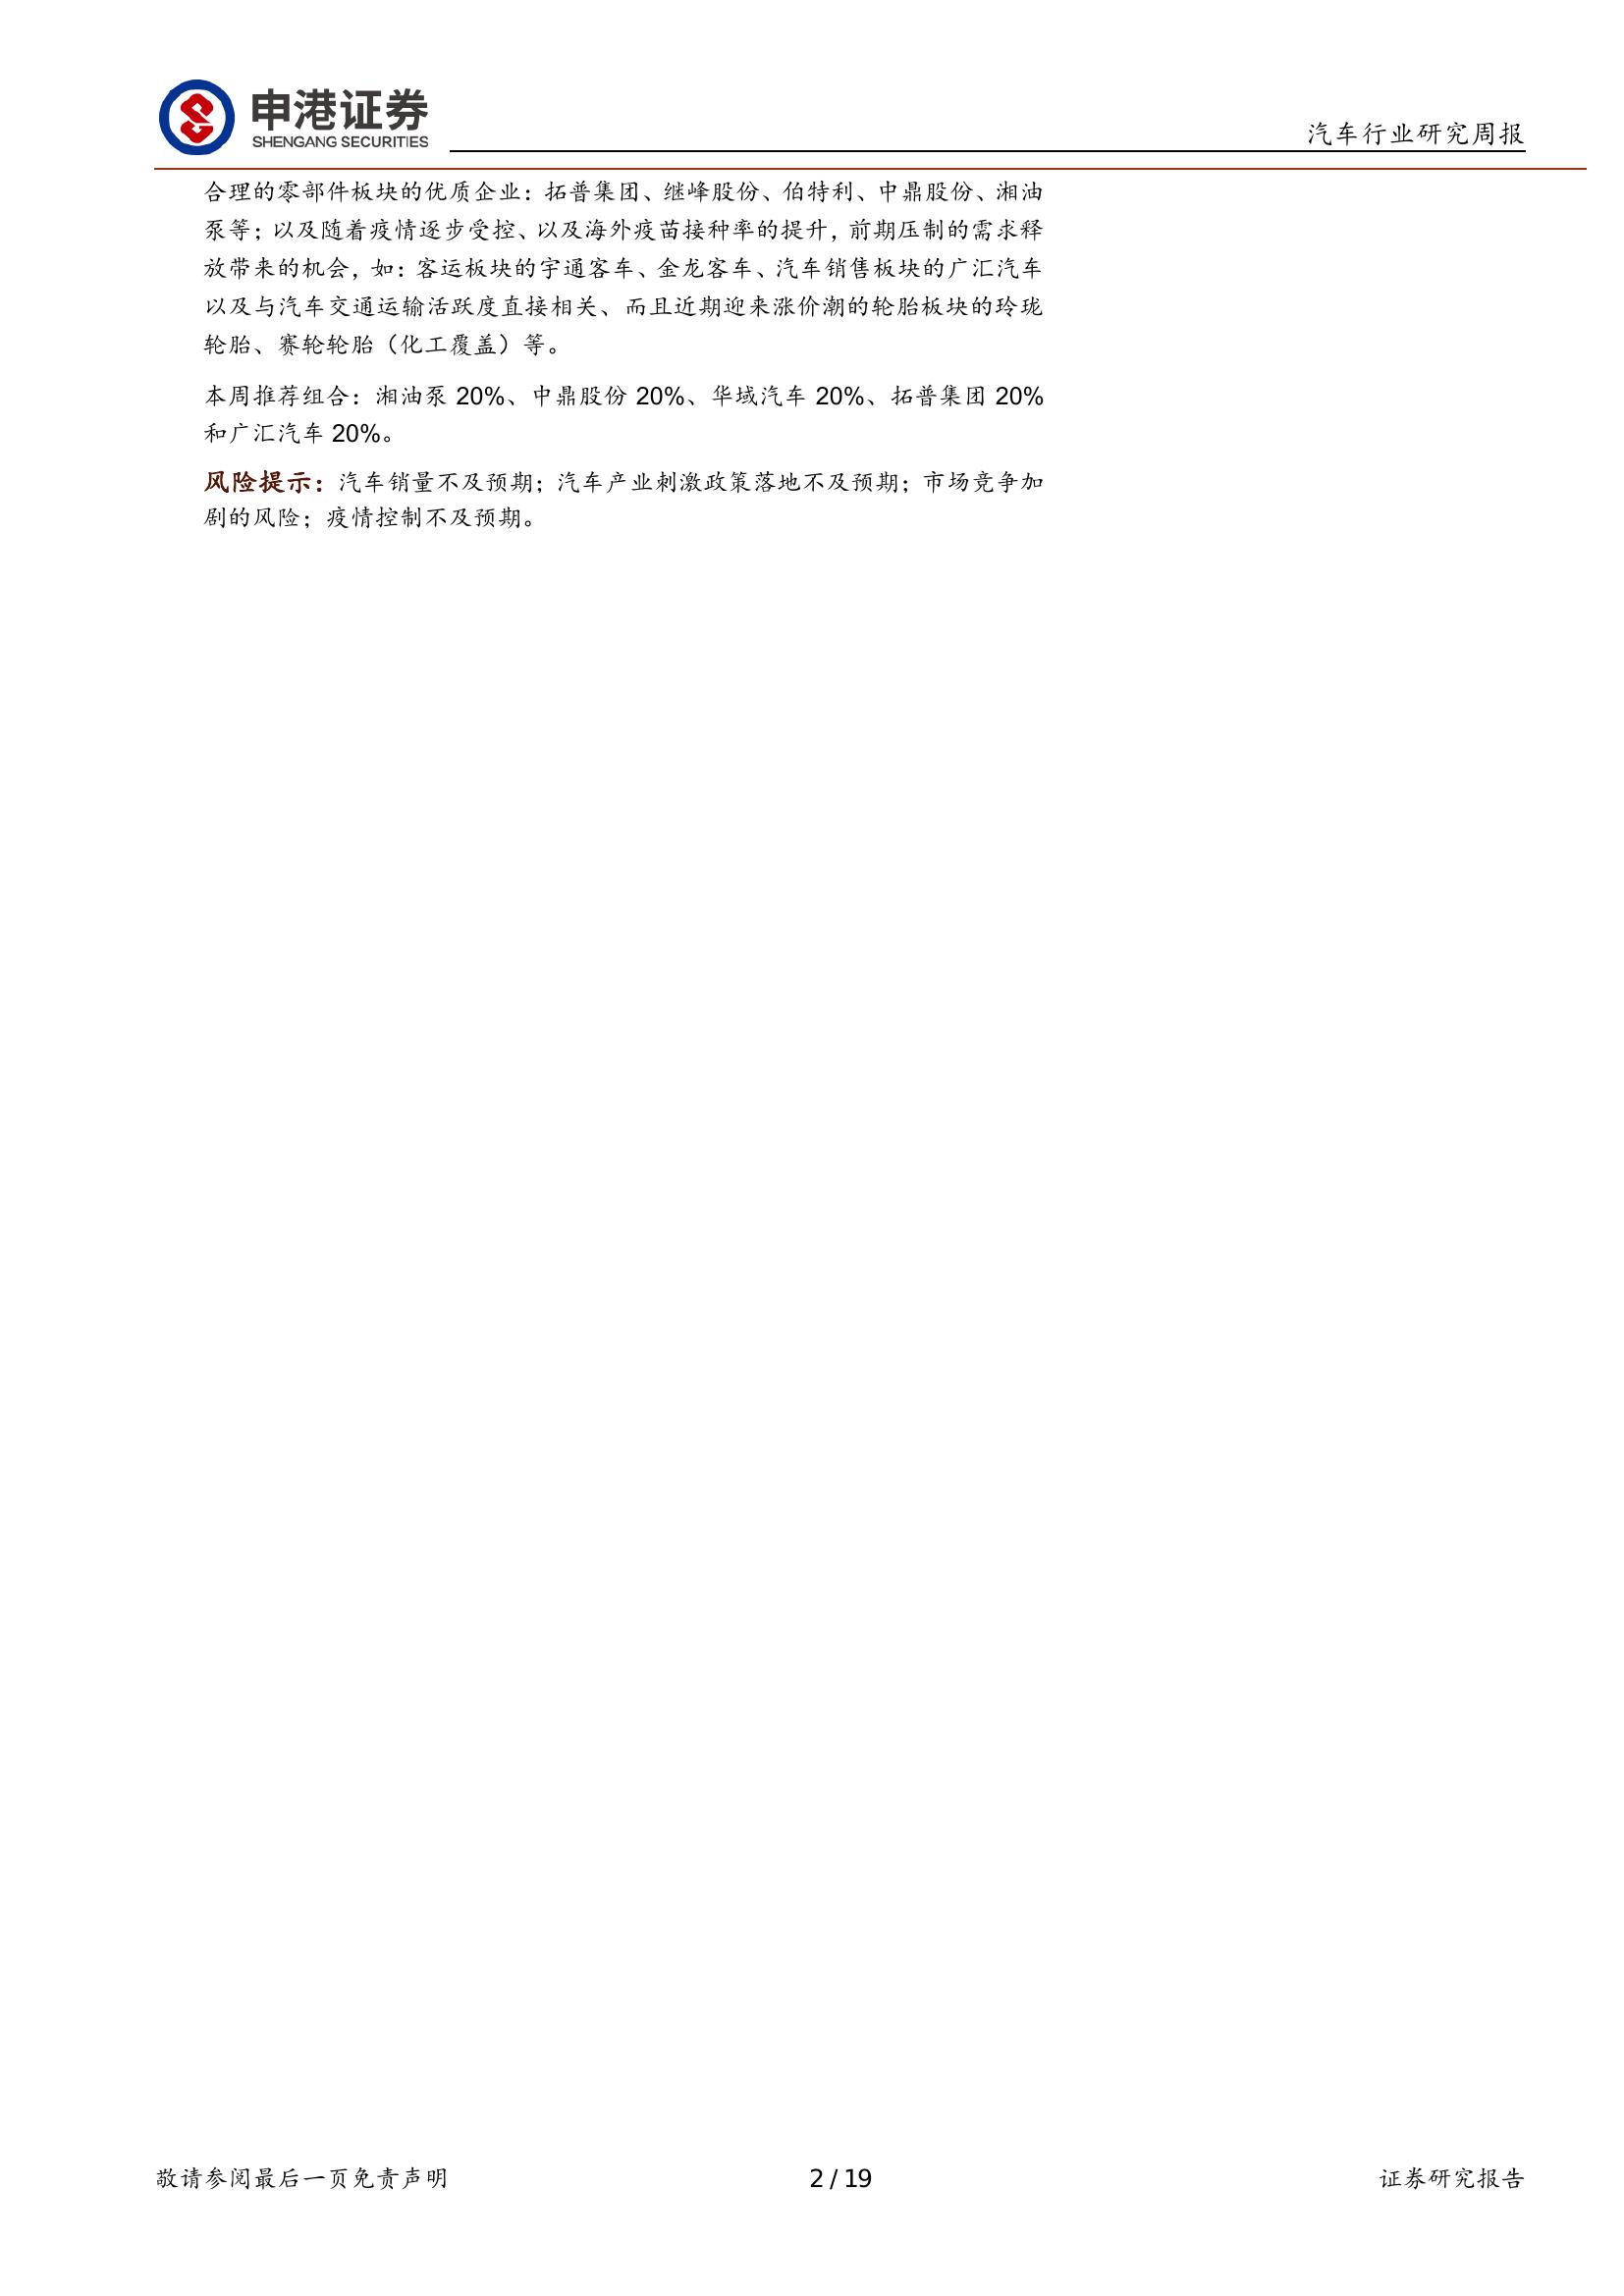 申港证券
SHENGANG SECURITIES
汽车行业研究周报
合理的零部件板块的优质企业：拓普集团、继峰股份、伯特利、中鼎股份、湘油
泵等；以及随着疫情逐步受控、以及海外疫苗接种率的提升，前期压制的需求释
放带来的机会，如：客运板块的宇通客车、金龙客车、汽车销售板块的广汇汽车
以及与汽车交通运输活跃度直接相关、而且近期迎来涨价潮的轮胎板块的玲珑
轮胎、赛轮轮胎（化工覆盖）等。
本周推荐组合：湘油泵 20%、中鼎股份 20%、华域汽车 20%、拓普集团 20%
和广汇汽车 20%。
风险提示：汽车销量不及预期；汽车产业刺激政策落地不及预期；市场竞争加
剧的风险；疫情控制不及预期。
敬请参阅最后一页免责声明
2 / 19
证券研究报告